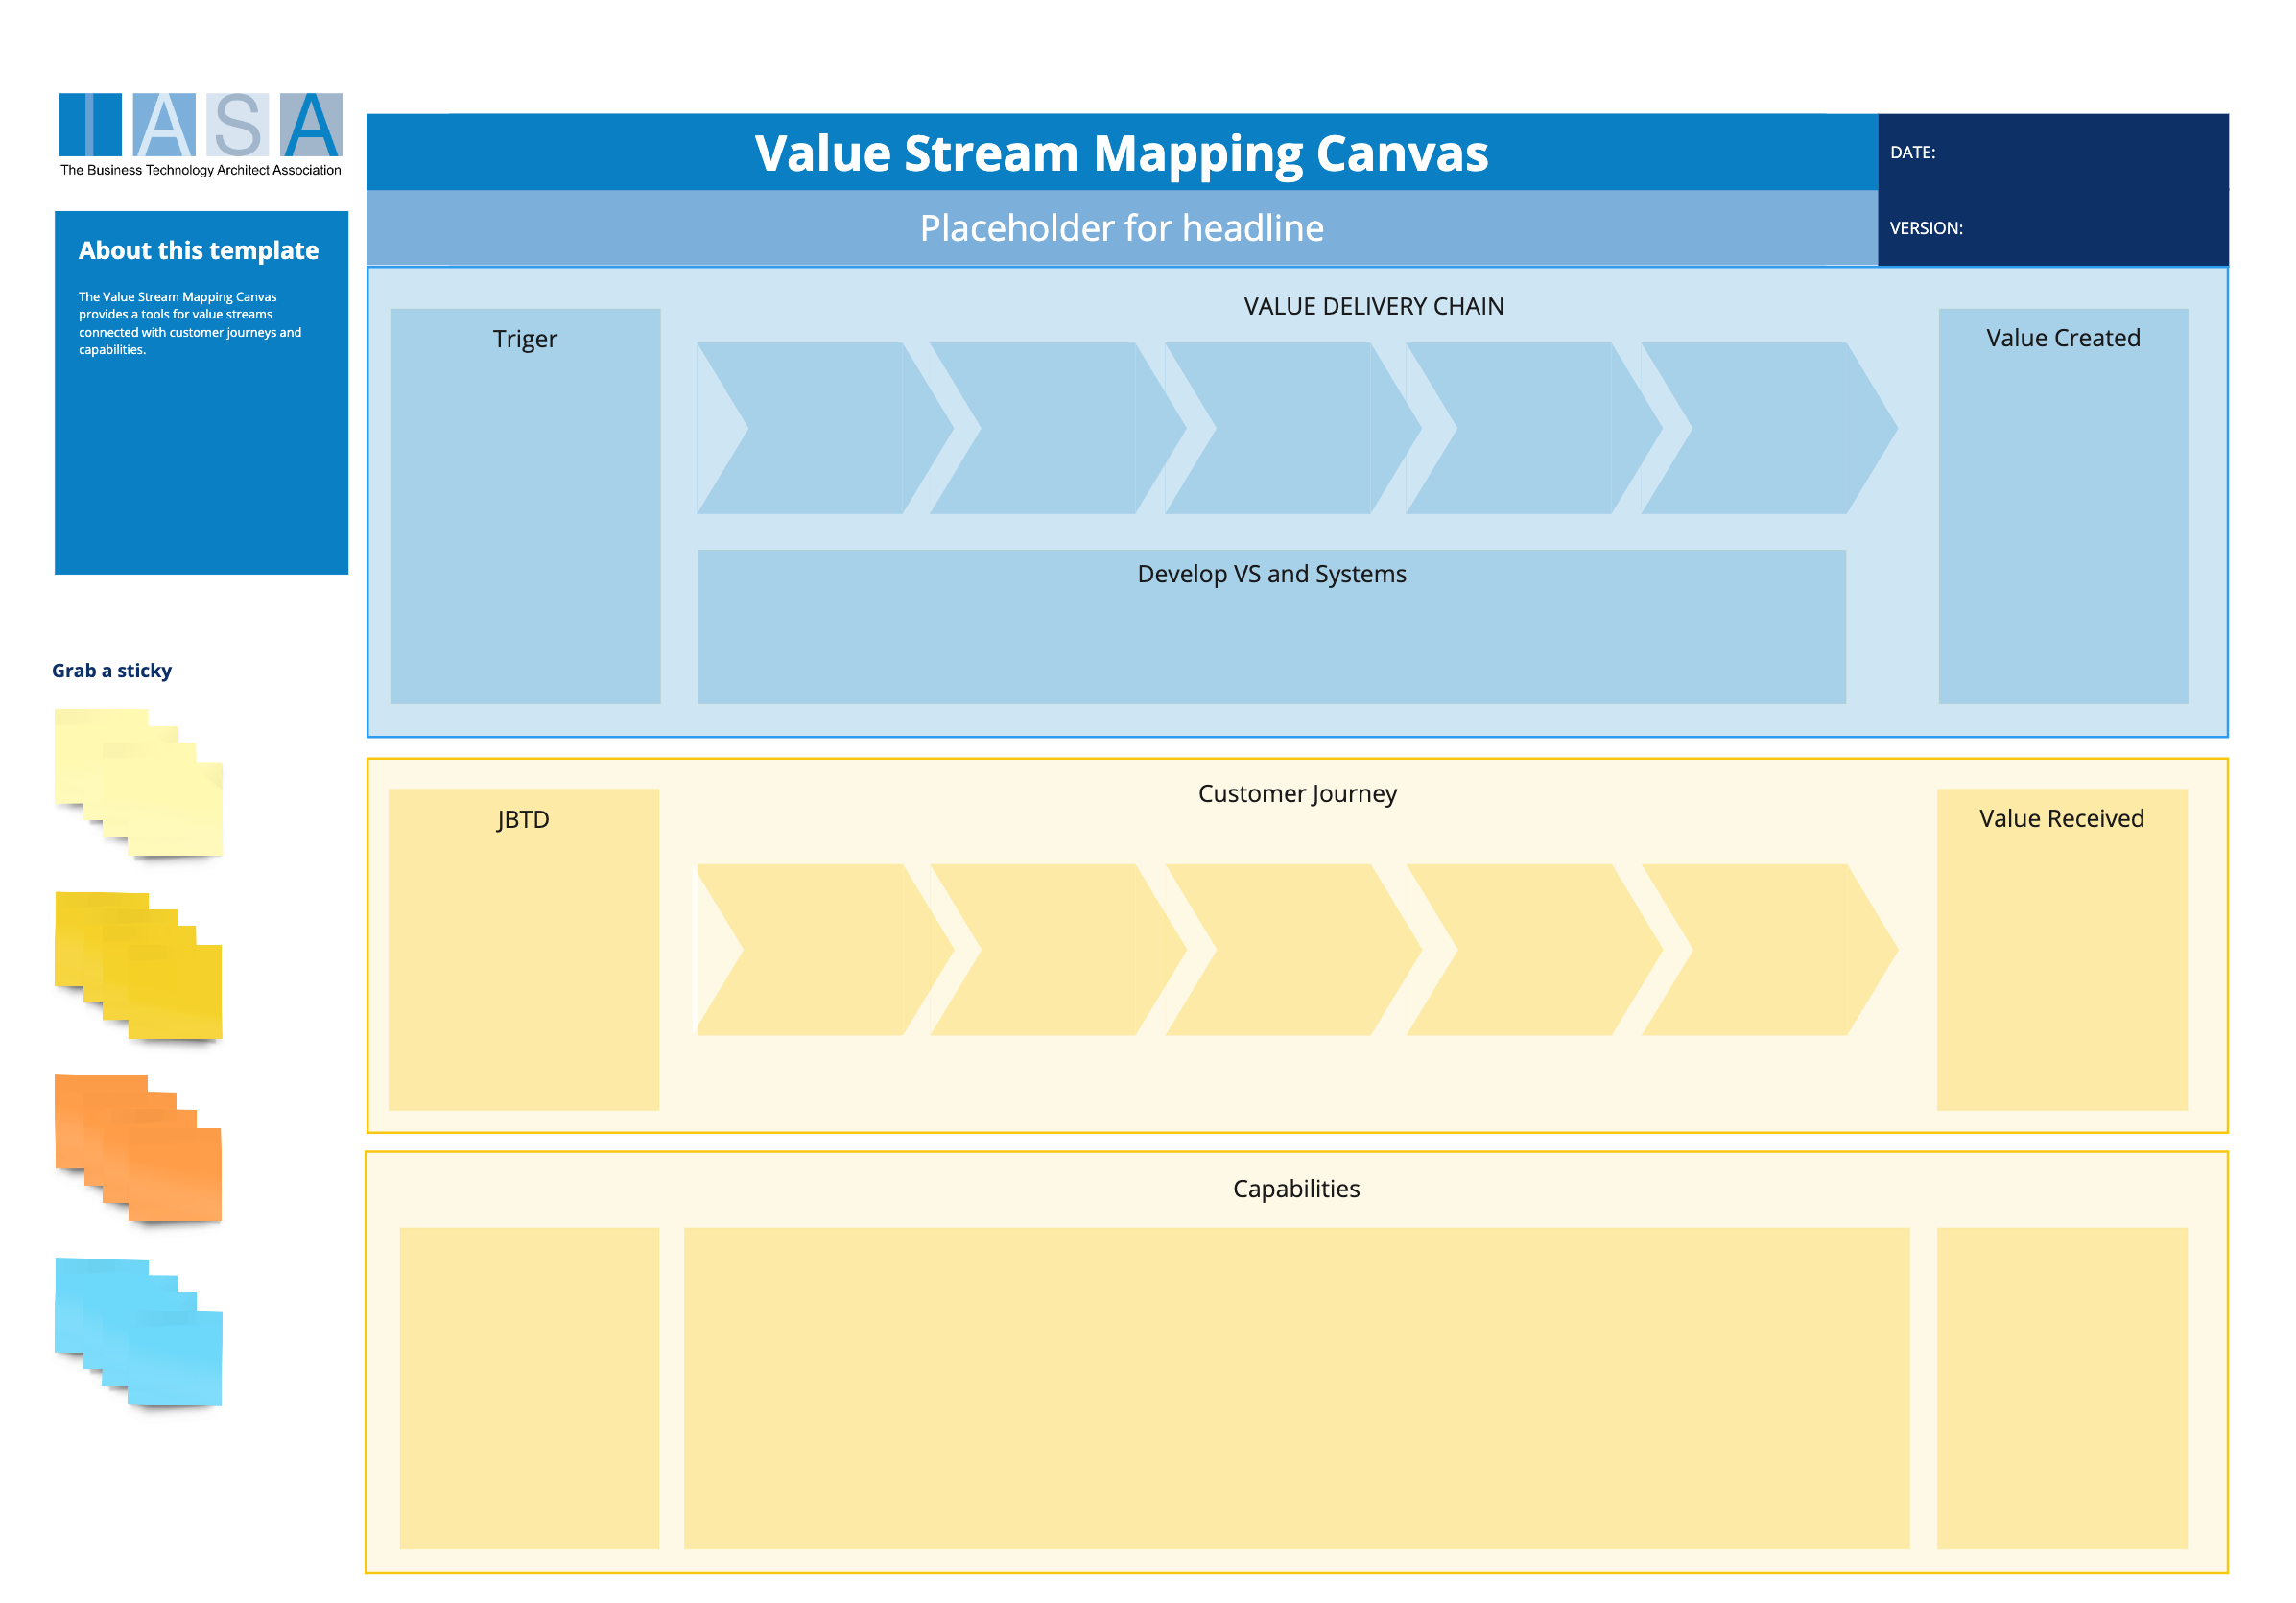 IASA
The Business Technology Architect Association
Value Stream Mapping Canvas
DATE:
Placeholder for headline
VERSION:
About this template
The Value Stream Mapping Canvas
provides a tools for value streams
connected with customer journeys and
capabilities.
VALUE DELIVERY CHAIN
Triger
Value Created
Develop VS and Systems
Grab a sticky
Customer Journey
JBTD
Value Received
Capabilities